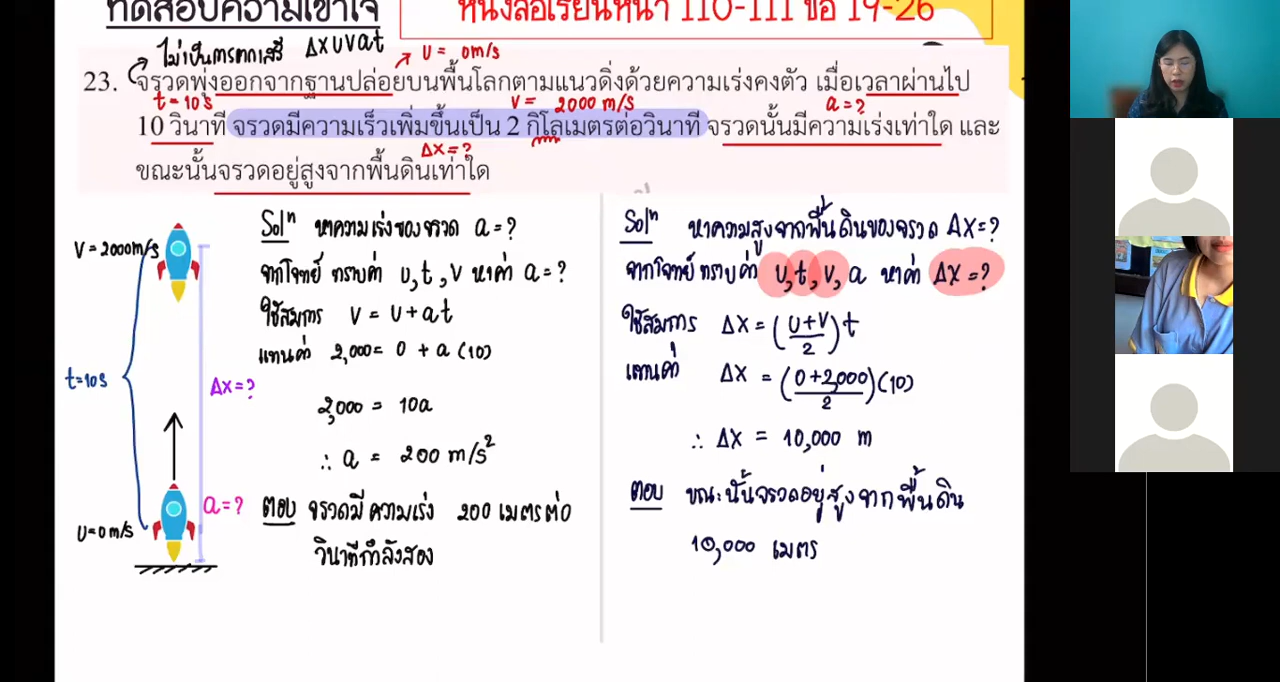 ทดสอบความเข้าใจ
หนังสือเรียนหน้า 110-111 ข้อ 19-26
ไม่เป็นการตกเสรี ΔX U V a t
U = 0 m/s
23. จรวดพุ่งออกจากฐานปล่อยบนพื้นโลกตามแนวดิ่งด้วยความเร่งคงตัว เมื่อเวลาผ่านไป
t = 10 s
V = 2000 m/s
a = ?
10 วินาที จรวดมีความเร็วเพิ่มขึ้นเป็น 2 กิโลเมตรต่อวินาที จรวดนั้นมีความเร่งเท่าใด และ
ΔX = ?
ขณะนั้นจรวดอยู่สูงจากพื้นดินเท่าใด
V = 2000 m/s
t = 10 s
ΔX = ?
a = ?
U = 0 m/s
Solⁿ หาความเร่งของจรวด a = ?
จากโจทย์ ทราบค่า U, t, V หาค่า a = ?
ใช้สมการ V = U + at
แทนค่า 2,000 = 0 + a (10)
2,000 = 10a
∴ a = 200 m/s²
ตอบ จรวดมีความเร่ง 200 เมตรต่อ
วินาทีกำลังสอง
Solⁿ หาความสูงจากพื้นดินของจรวด ΔX = ?
จากโจทย์ ทราบค่า U, t, V, a หาค่า ΔX = ?
ใช้สมการ ΔX = (U+V/2) t
แทนค่า ΔX = (0+2,000/2) (10)
∴ ΔX = 10,000 m
ตอบ ขณะนั้นจรวดอยู่สูงจากพื้นดิน
10,000 เมตร